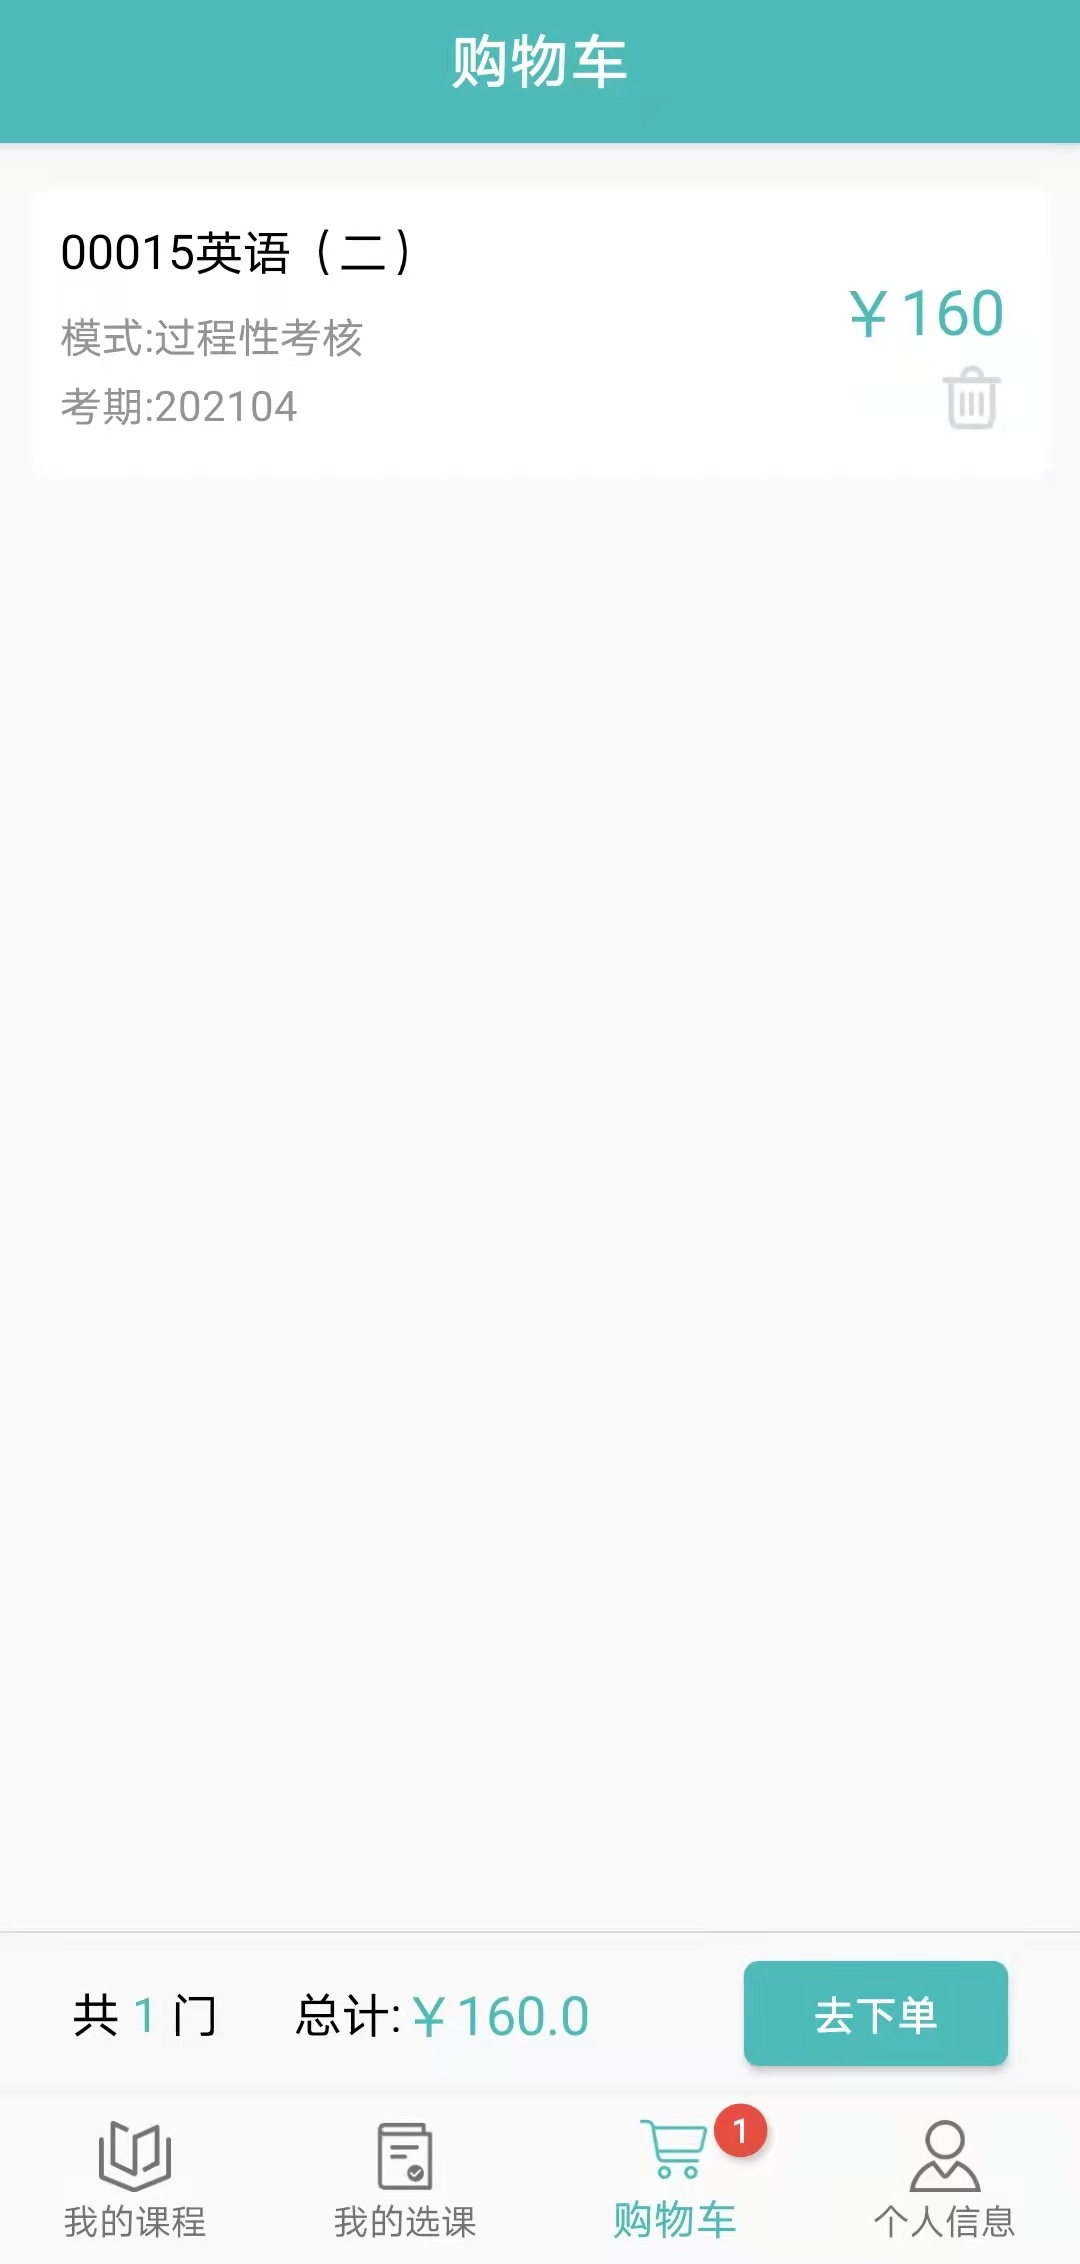 购物车
00015英语（二）
￥160
模式:过程性考核
考期:202104
共 1 门 总计:￥160.0 去下单
1
我的课程 我的选课 购物车 个人信息